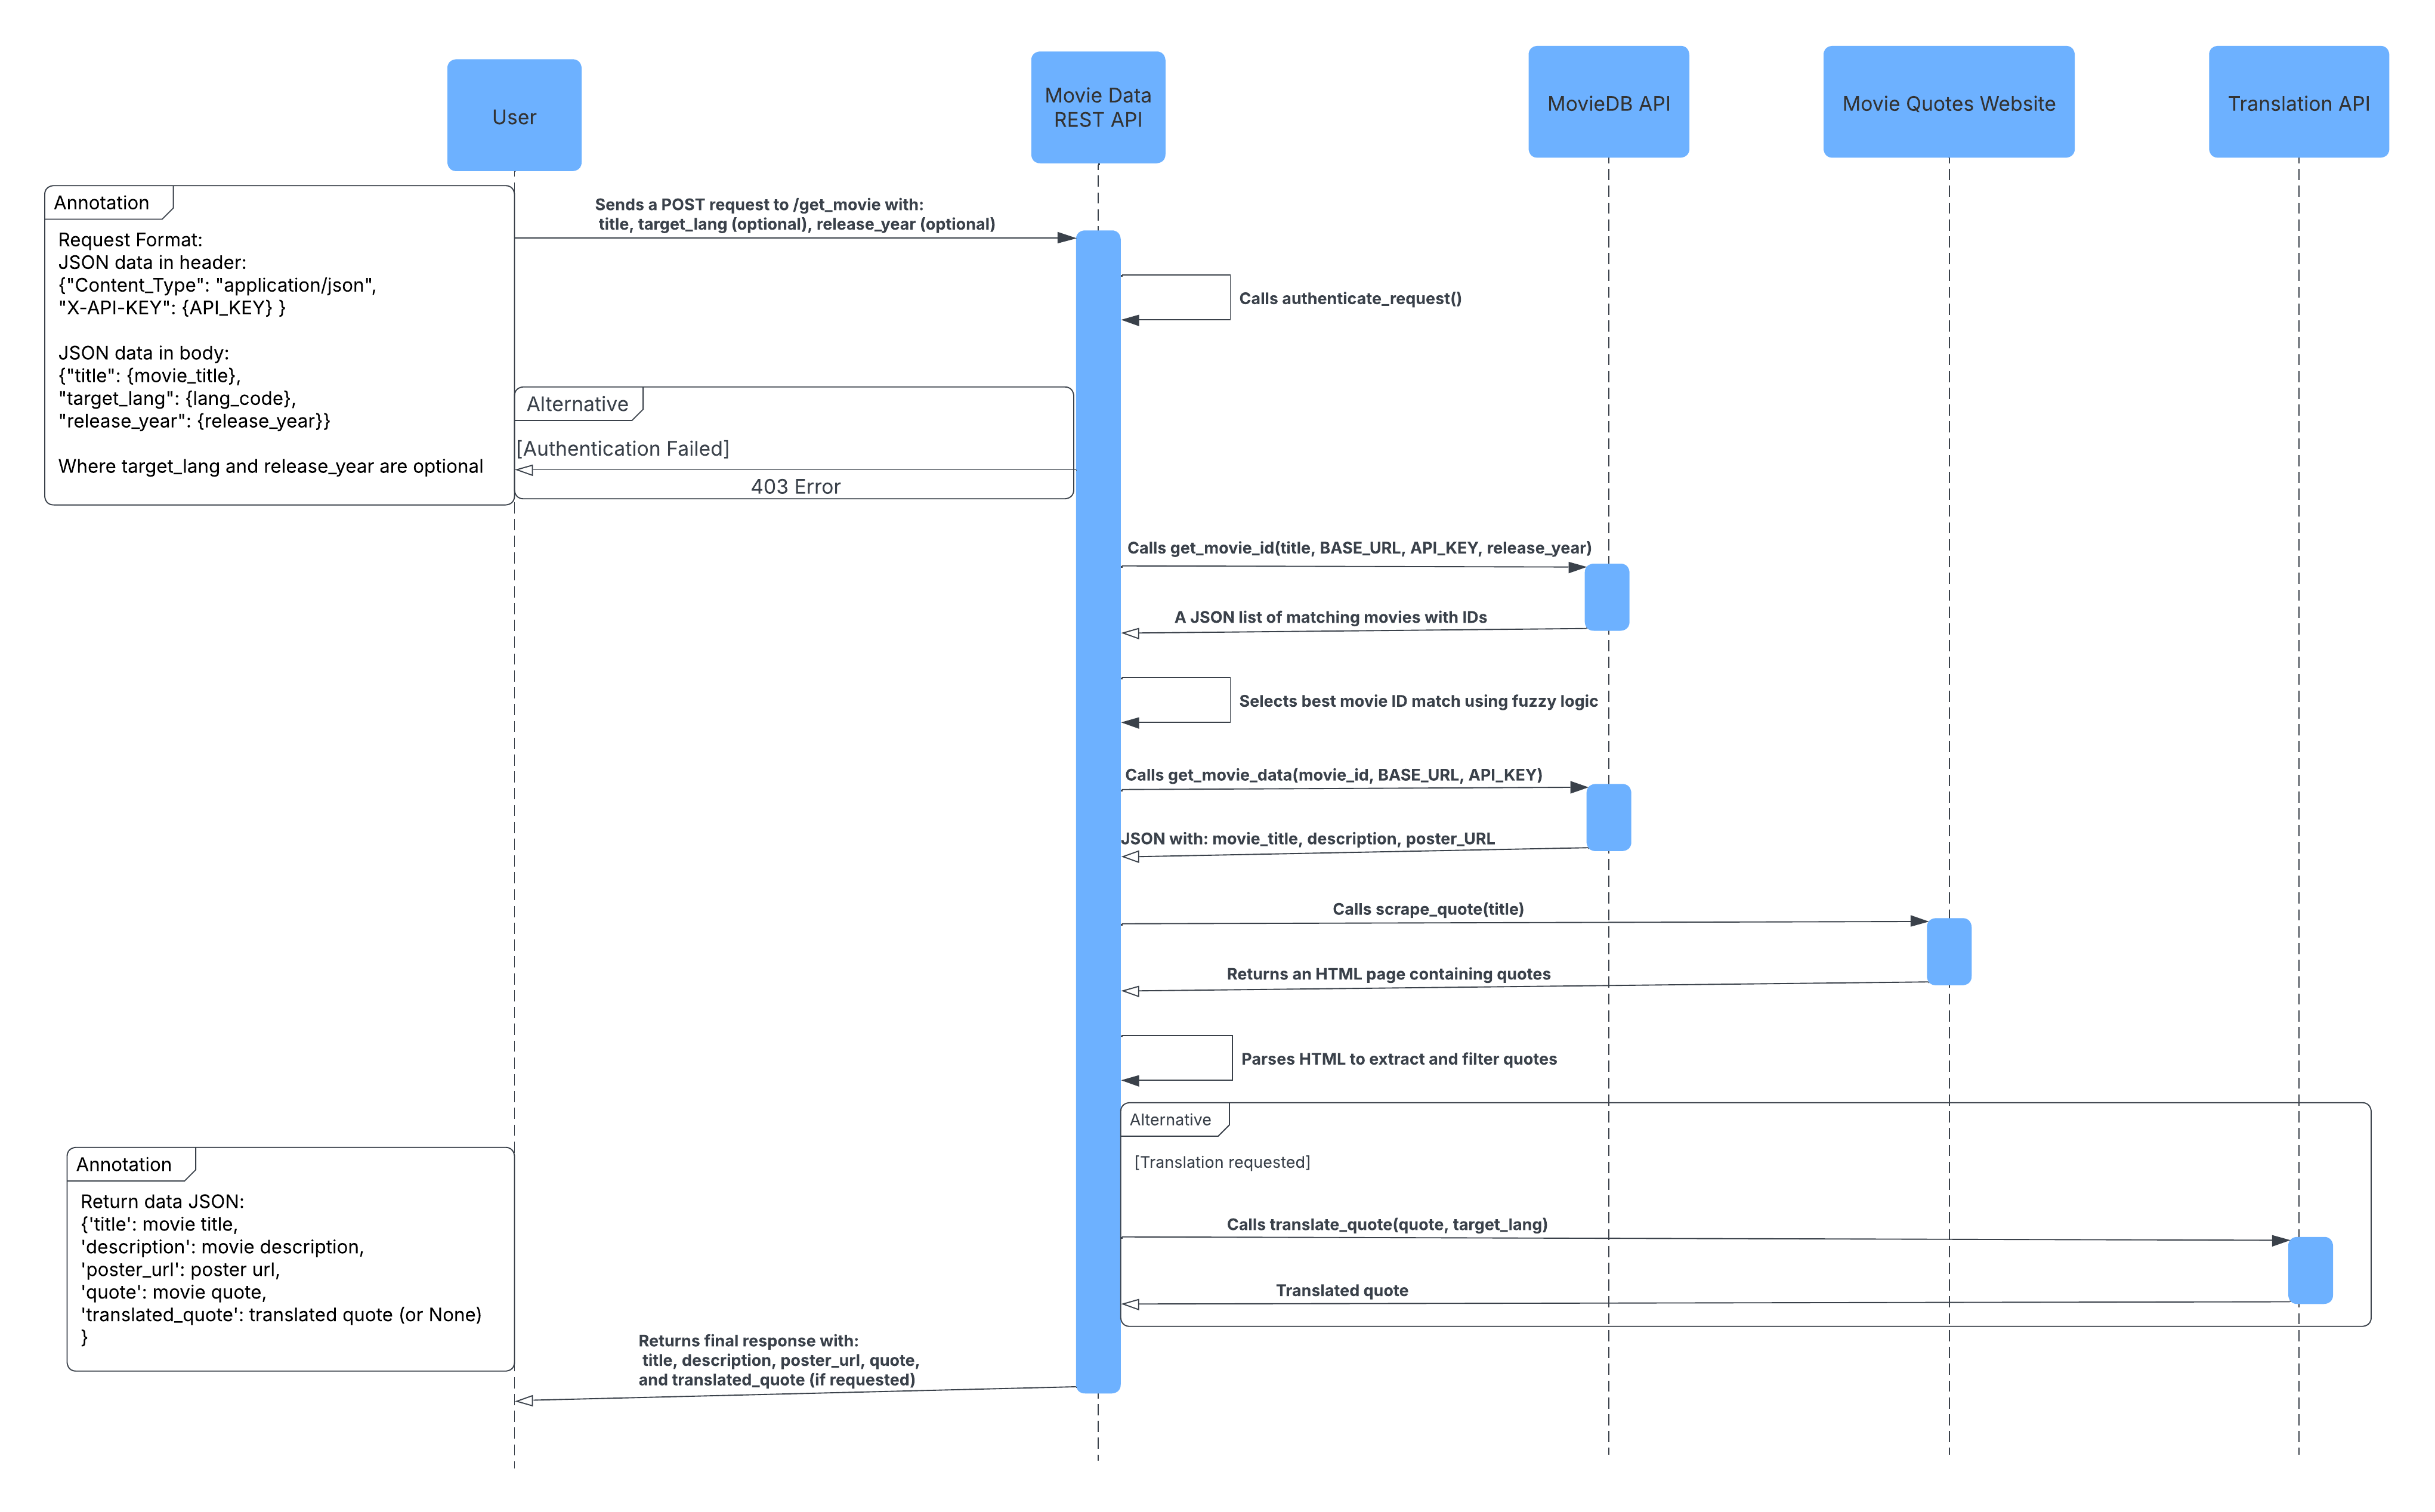 User
Movie Data
REST API
MovieDB API
Movie Quotes Website
Translation API
Annotation
Request Format:
JSON data in header:
{"Content_Type": "application/json",
"X-API-KEY": {API_KEY} }
JSON data in body:
{"title": {movie_title},
"target_lang": {lang_code},
"release_year": {release_year}}
Where target_lang and release_year are optional
Sends a POST request to /get_movie with:
title, target_lang (optional), release_year (optional)
Calls authenticate_request()
Alternative
[Authentication Failed]
403 Error
Calls get_movie_id(title, BASE_URL, API_KEY, release_year)
A JSON list of matching movies with IDs
Selects best movie ID match using fuzzy logic
Calls get_movie_data(movie_id, BASE_URL, API_KEY)
JSON with: movie_title, description, poster_URL
Calls scrape_quote(title)
Returns an HTML page containing quotes
Parses HTML to extract and filter quotes
Alternative
[Translation requested]
Calls translate_quote(quote, target_lang)
Translated quote
Annotation
Return data JSON:
{'title': movie title,
'description': movie description,
'poster_url': poster url,
'quote': movie quote,
'translated_quote': translated quote (or None)
}
Returns final response with:
title, description, poster_url, quote,
and translated_quote (if requested)